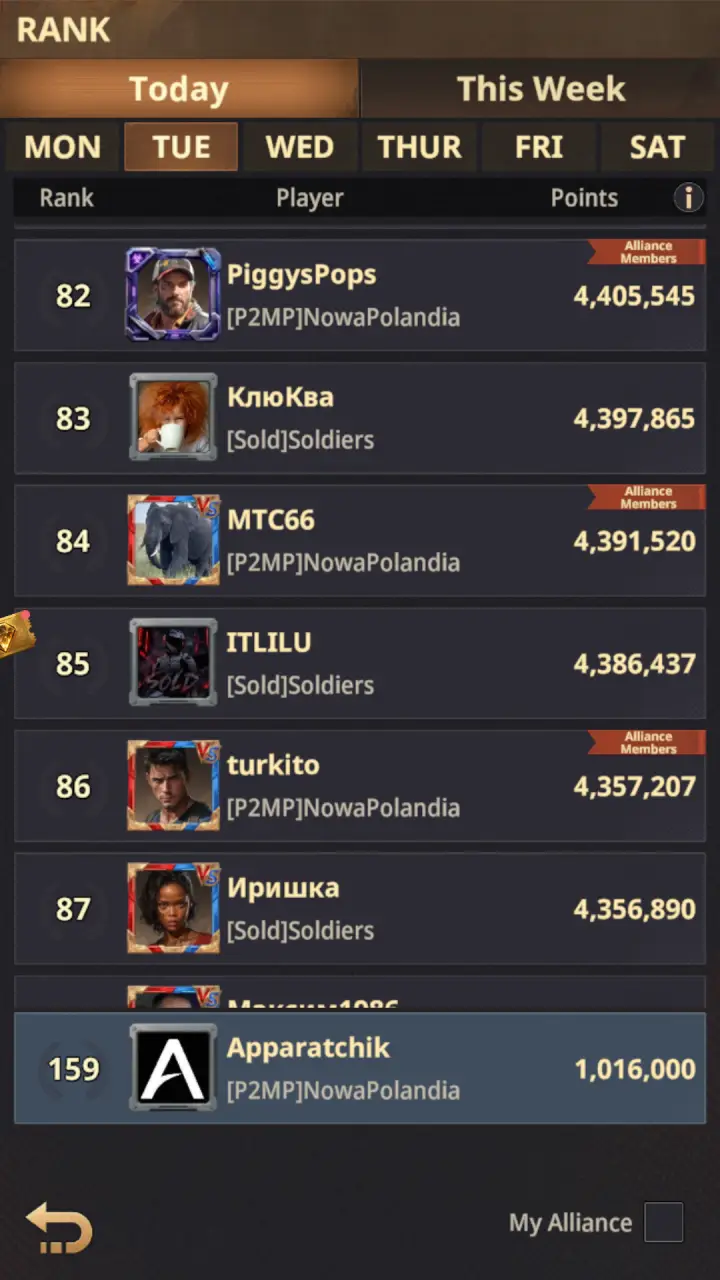 RANK
Today
This Week
MON
TUE
WED
THUR
FRI
SAT
Rank
Player
Points
i
Alliance
Members
82
PiggysPops
[P2MP]NowaPolandia
4,405,545
83
КлюКва
[Sold]Soldiers
4,397,865
Alliance
Members
84
MTC66
[P2MP]NowaPolandia
4,391,520
85
SOLD
ITLILU
[Sold]Soldiers
4,386,437
Alliance
Members
86
VS
turkito
[P2MP]NowaPolandia
4,357,207
87
VS
Иришка
[Sold]Soldiers
4,356,890
159
A
Apparatchik
[P2MP]NowaPolandia
1,016,000
My Alliance